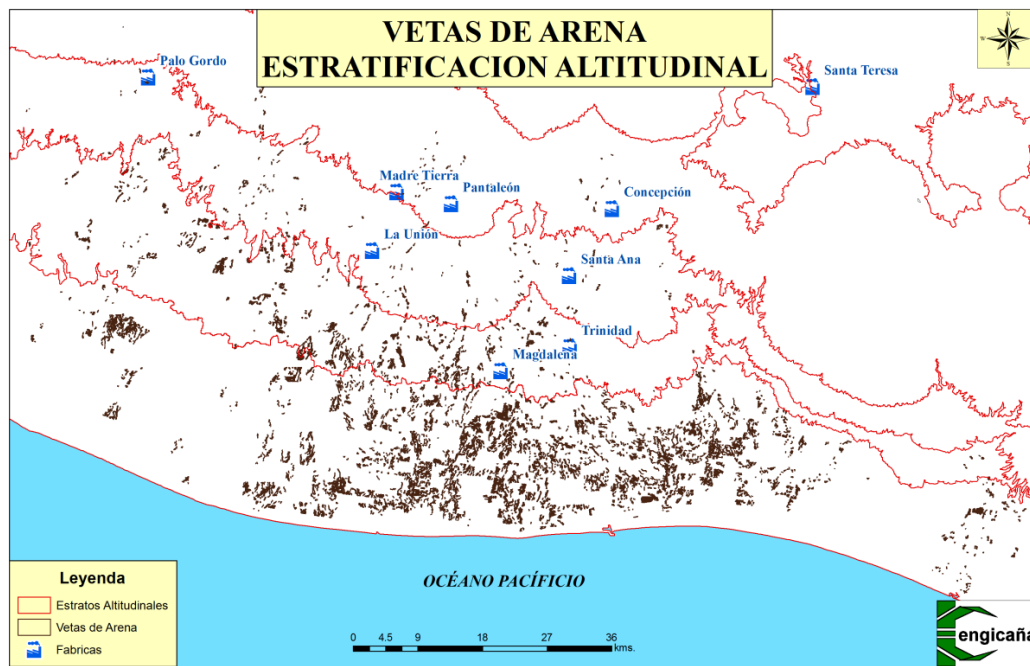 VETAS DE ARENA
ESTRATIFICACION ALTITUDINAL
N
W
E
S
Palo Gordo
Santa Teresa
Madre Tierra
Pantaleón
Concepción
La Unión
Santa Ana
Trinidad
Magdalena
OCÉANO PACÍFICIO
Leyenda
Estratos Altitudinales
Vetas de Arena
Fabricas
0 4.5 9 18 27 36
kms.
engicaña